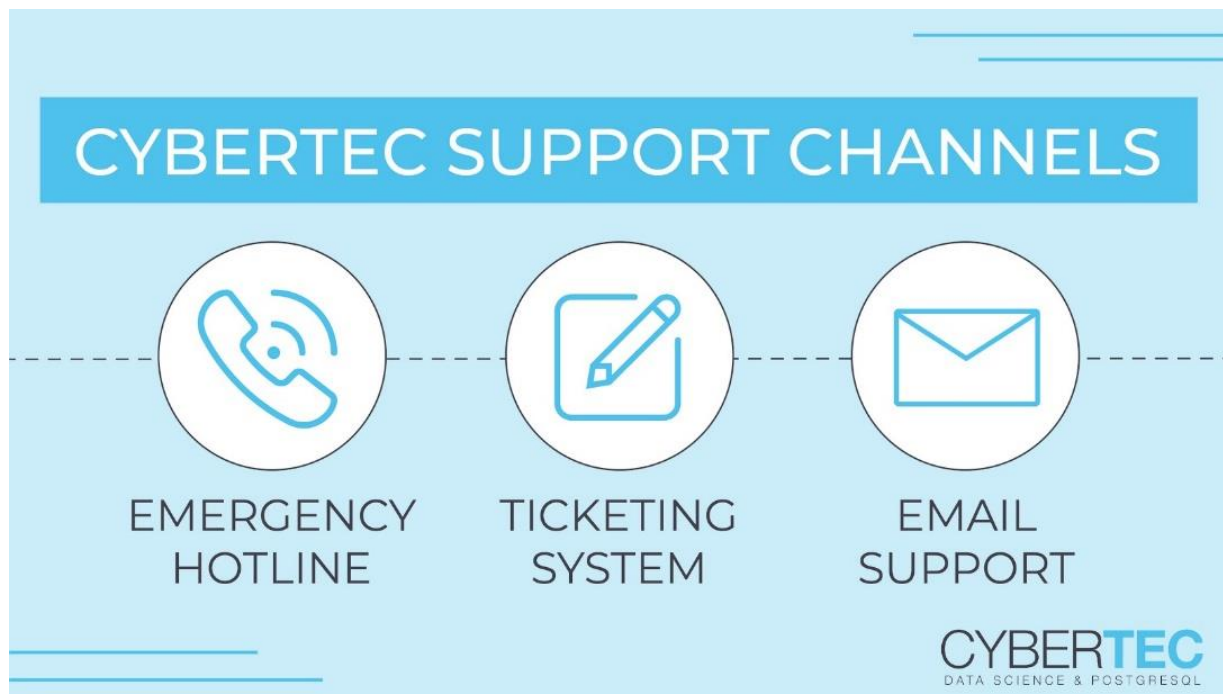 CYBERTEC SUPPORT CHANNELS
EMERGENCY
HOTLINE
TICKETING
SYSTEM
EMAIL
SUPPORT
CYBERTEC
DATA SCIENCE & POSTGRESQL